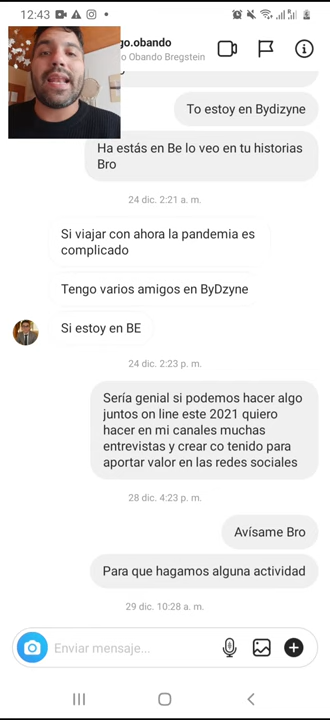 12:43
go.obando
o Obando Bregstein
To estoy en Bydizyne
Ha estás en Be lo veo en tu historias
Bro
24 dic. 2:21 a. m.
Si viajar con ahora la pandemia es
complicado
Tengo varios amigos en ByDzyne
Si estoy en BE
24 dic. 2:23 p. m.
Sería genial si podemos hacer algo
juntos on line este 2021 quiero
hacer en mi canales muchas
entrevistas y crear co tenido para
aportar valor en las redes sociales
28 dic. 4:23 p. m.
Avísame Bro
Para que hagamos alguna actividad
29 dic. 10:28 a. m.
Enviar mensaje...